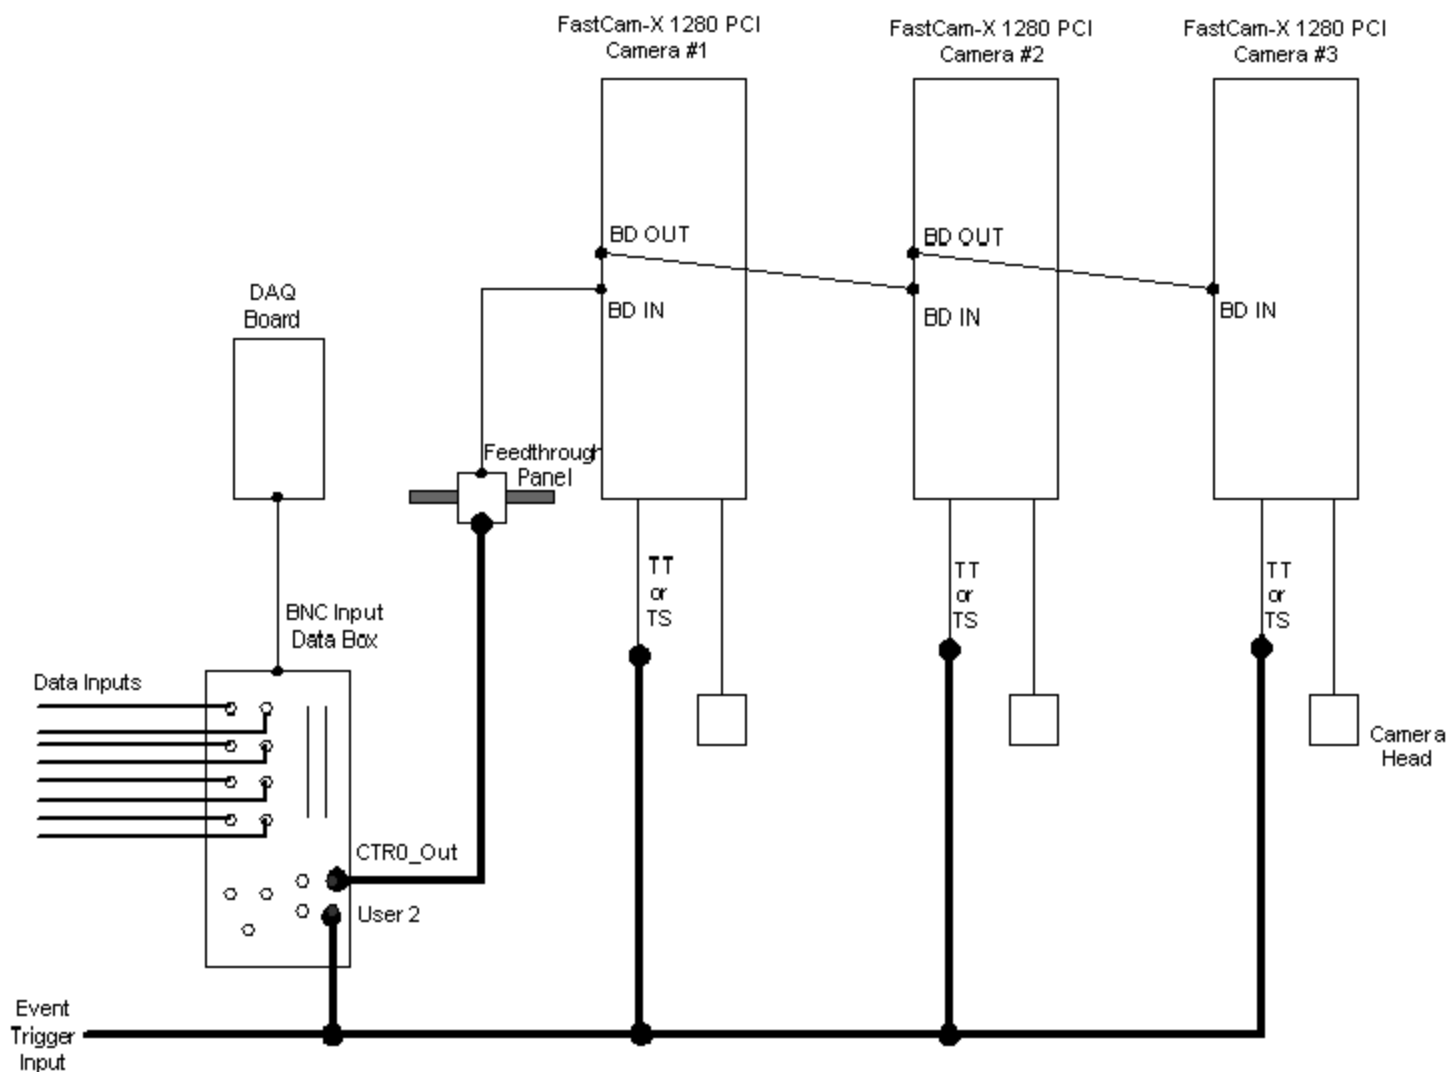 FastCam-X 1280 PCI
Camera #1
FastCam-X 1280 PCI
Camera #2
FastCam-X 1280 PCI
Camera #3
BD OUT
BD IN
BD OUT
BD IN
BD IN
DAQ
Board
Feedthrough
Panel
TT
or
TS
TT
or
TS
TT
or
TS
BNC Input
Data Box
Data Inputs
Camera
Head
CTR0_Out
User 2
Event
Trigger
Input